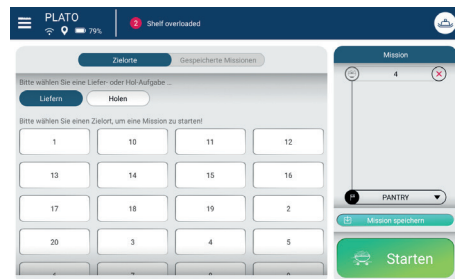 PLATO
79%
2 Shelf overloaded
Zielorte Gespeicherte Missionen
Bitte wählen Sie eine Liefer- oder Hol-Aufgabe ...
Liefern Holen
Bitte wählen Sie einen Zielort, um eine Mission zu starten!
1 10 11 12
13 14 15 16
17 18 19 2
20 3 4 5
Mission
4
PANTRY
Mission speichern
Starten